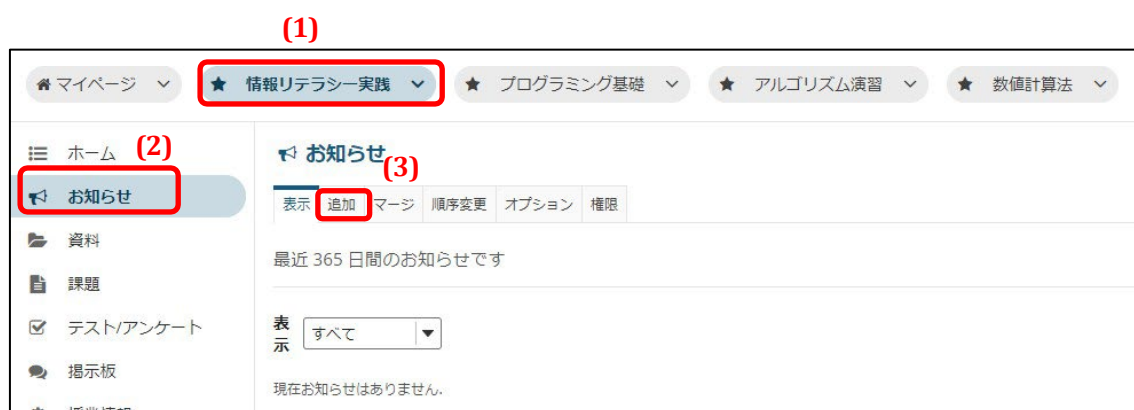 (1)
マイページ 情報リテラシー実践 プログラミング基礎 アルゴリズム演習 数値計算法
ホーム
(2)
お知らせ
資料
課題
テスト/アンケート
掲示板
お知らせ
(3)
表示 追加 マージ 順序変更 オプション 権限
最近 365 日間のお知らせです
表示 すべて
現在お知らせはありません.